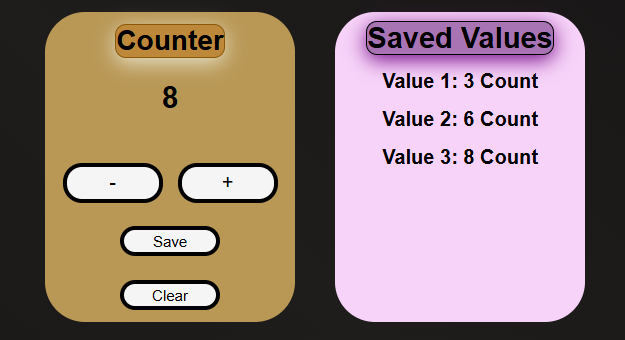 Counter
8
-
+
Save
Clear
Saved Values
Value 1: 3 Count
Value 2: 6 Count
Value 3: 8 Count